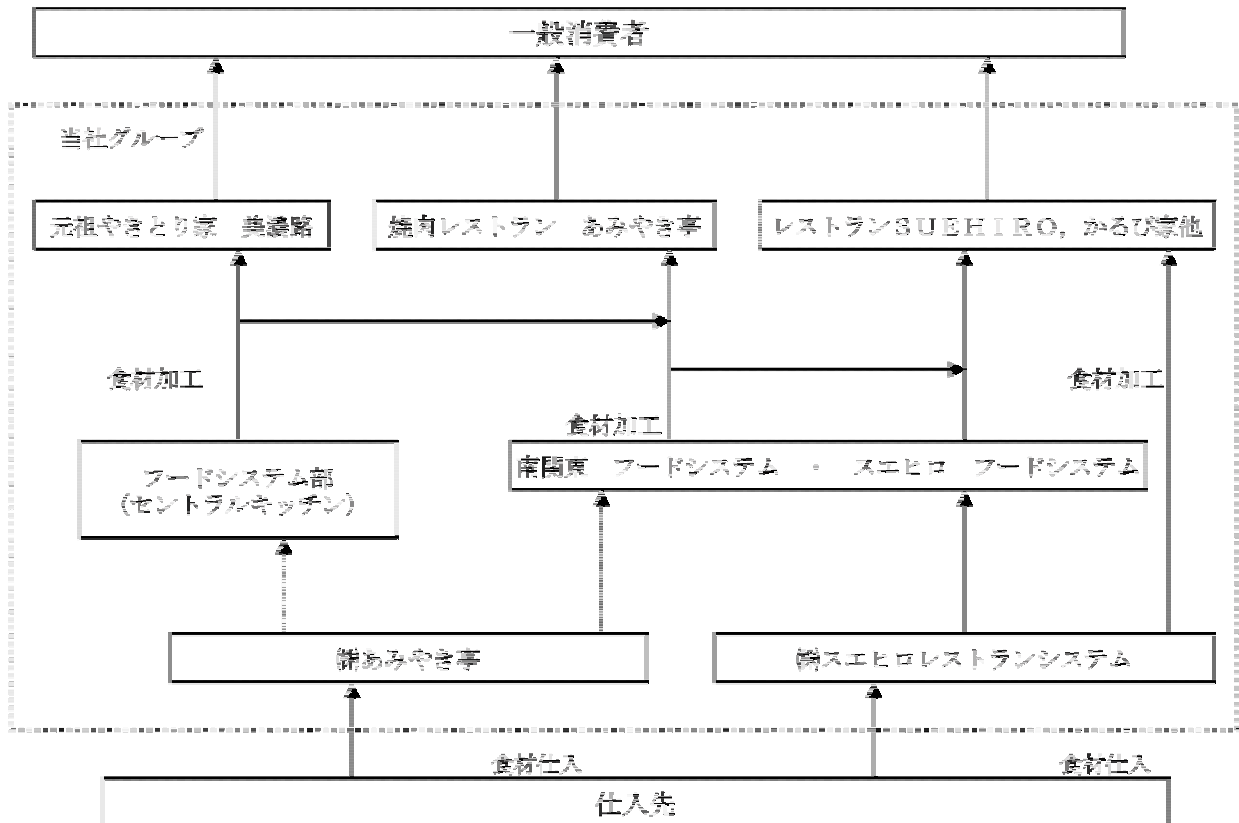 一般消費者
当社グループ
元祖やきとり家　美濃路
焼肉レストラン　あみやき亭
レストランＳＵＥＨＩＲＯ，かるび家他
食材加工
食材加工
食材加工
フードシステム部
（セントラルキッチン）
南関東　フードシステム　・　スエヒロ　フードシステム
㈱あみやき亭
㈱スエヒロレストランシステム
食材仕入
食材仕入
仕入先